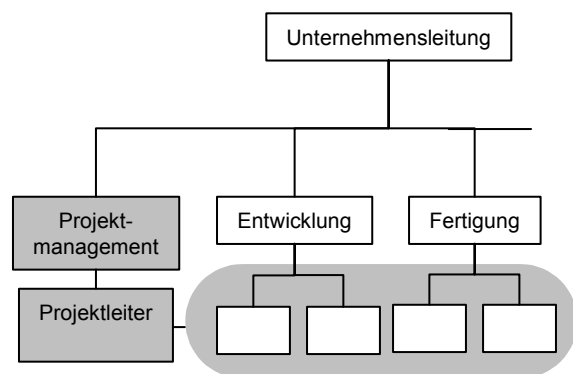 Unternehmensleitung
Projekt-
management
Entwicklung
Fertigung
Projektleiter